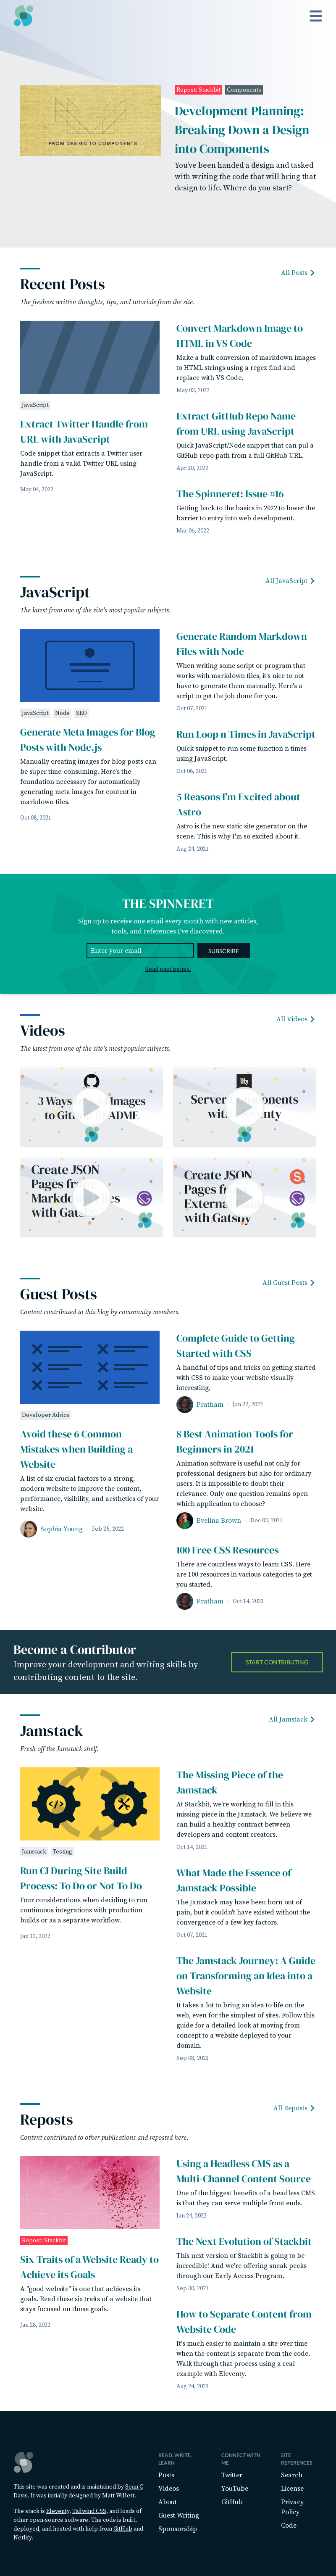 Repost: Stackbit
Components
Development Planning:
Breaking Down a Design
into Components
FROM DESIGN TO COMPONENTS
You've been handed a design and tasked
with writing the code that will bring that
design to life. Where do you start?
Recent Posts
All Posts
The freshest written thoughts, tips, and tutorials from the site.
JavaScript
Extract Twitter Handle from
URL with JavaScript
Code snippet that extracts a Twitter user
handle from a valid Twitter URL using
JavaScript.
May 04, 2022
Convert Markdown Image to
HTML in VS Code
Make a bulk conversion of markdown images
to HTML strings using a regex find and
replace with VS Code.
May 03, 2022
Extract GitHub Repo Name
from URL using JavaScript
Quick JavaScript/Node snippet that can pul a
GitHub repo path from a full GitHub URL.
Apr 20, 2022
The Spinneret: Issue #16
Getting back to the basics in 2022 to lower the
barrier to entry into web development.
Mar 06, 2022
JavaScript
All JavaScript
The latest from one of the site's most popular subjects.
JavaScript
Node
SEO
Generate Meta Images for Blog
Posts with Node.js
Manually creating images for blog posts can
be super time-consuming. Here's the
foundation necessary for automatically
generating meta images for content in
markdown files.
Oct 08, 2021
Generate Random Markdown
Files with Node
When writing some script or program that
works with markdown files, it's nice to not
have to generate them manually. Here's a
script to get the job done for you.
Oct 07, 2021
Run Loop n Times in JavaScript
Quick snippet to run some function n times
using JavaScript.
Oct 06, 2021
5 Reasons I'm Excited about
Astro
Astro is the new static site generator on the
scene. This is why I'm so excited about it.
Aug 24, 2021
THE SPINNERET
Sign up to receive one email every month with new articles,
tools, and references I've discovered.
Enter your email
SUBSCRIBE
Read past issues.
Videos
All Videos
The latest from one of the site's most popular subjects.
3 Ways Images
to Git ADME
11ty
Server ponents
with nty
Create JSON
Pages fr
Markd les
with Gatsby
Create JSON
Pages fr
Extern
with Gatsby
Guest Posts
All Guest Posts
Content contributed to this blog by community members.
Developer Advice
Avoid these 6 Common
Mistakes when Building a
Website
A list of six crucial factors to a strong,
modern website to improve the content,
performance, visibility, and aesthetics of your
website.
Sophia Young · Feb 25, 2022
Complete Guide to Getting
Started with CSS
A handful of tips and tricks on getting started
with CSS to make your website visually
interesting.
Pratham · Jan 27, 2022
8 Best Animation Tools for
Beginners in 2021
Animation software is useful not only for
professional designers but also for ordinary
users. It is impossible to doubt their
relevance. Only one question remains open –
which application to choose?
Evelina Brown · Dec 03, 2021
100 Free CSS Resources
There are countless ways to learn CSS. Here
are 100 resources in various categories to get
you started.
Pratham · Oct 14, 2021
Become a Contributor
Improve your development and writing skills by
contributing content to the site.
START CONTRIBUTING
Jamstack
All Jamstack
Fresh off the Jamstack shelf.
Jamstack
Testing
Run CI During Site Build
Process: To Do or Not To Do
Four considerations when deciding to run
continuous integrations with production
builds or as a separate workflow.
Jan 12, 2022
The Missing Piece of the
Jamstack
At Stackbit, we're working to fill in this
missing piece in the Jamstack. We believe we
can build a healthy contract between
developers and content creators.
Oct 14, 2021
What Made the Essence of
Jamstack Possible
The Jamstack may have been born out of
pain, but it couldn't have existed without the
convergence of a few key factors.
Oct 07, 2021
The Jamstack Journey: A Guide
on Transforming an Idea into a
Website
It takes a lot to bring an idea to life on the
web, even for the simplest of sites. Follow this
guide for a detailed look at moving from
concept to a website deployed to your
domain.
Sep 08, 2021
Reposts
All Reposts
Content contributed to other publications and reposted here.
Repost: Stackbit
Six Traits of a Website Ready to
Achieve its Goals
A "good website" is one that achieves its
goals. Read these six traits of a website that
stays focused on those goals.
Jan 28, 2022
Using a Headless CMS as a
Multi-Channel Content Source
One of the biggest benefits of a headless CMS
is that they can serve multiple front ends.
Jan 24, 2022
The Next Evolution of Stackbit
This next version of Stackbit is going to be
incredible! And we're offering sneak peeks
through our Early Access Program.
Sep 30, 2021
How to Separate Content from
Website Code
It's much easier to maintain a site over time
when the content is separate from the code.
Walk through that process using a real
example with Eleventy.
Aug 24, 2021
This site was created and is maintained by Sean C
Davis. It was initially designed by Matt Willett.
The stack is Eleventy, Tailwind CSS, and loads of
other open-source software. The code is built,
deployed, and hosted with help from GitHub and
Netlify.
READ, WRITE,
LEARN
Posts
Videos
About
Guest Writing
Sponsorship
CONNECT WITH
ME
Twitter
YouTube
GitHub
SITE
REFERENCES
Search
License
Privacy
Policy
Code